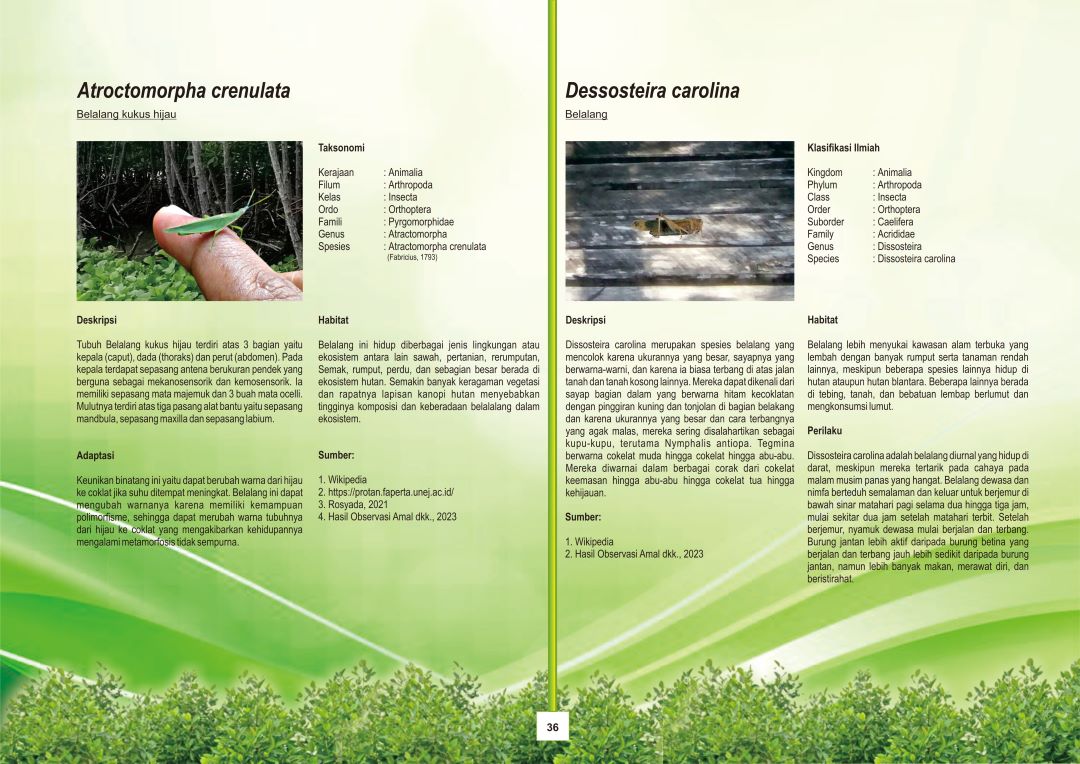 Atroctomorpha crenulata
Belalang kukus hijau
Taksonomi
Kerajaan : Animalia
Filum : Arthropoda
Kelas : Insecta
Ordo : Orthoptera
Famili : Pyrgomorphidae
Genus : Atractomorpha
Spesies : Atractomorpha crenulata
(Fabricius, 1793)
Deskripsi
Tubuh Belalang kukus hijau terdiri atas 3 bagian yaitu
kepala (caput), dada (thoraks) dan perut (abdomen). Pada
kepala terdapat sepasang antena berukuran pendek yang
berguna sebagai mekanosensorik dan kemosensorik. Ia
memiliki sepasang mata majemuk dan 3 buah mata ocelli.
Mulutnya terdiri atas tiga pasang alat bantu yaitu sepasang
mandbula, sepasang maxilla dan sepasang labium.
Adaptasi
Keunikan binatang ini yaitu dapat berubah warna dari hijau
ke coklat jika suhu ditempat meningkat. Belalang ini dapat
mengubah warnanya karena memiliki kemampuan
polimorfisme, sehingga dapat merubah warna tubuhnya
dari hijau ke coklat yang mengakibarkan kehidupannya
mengalami metamorfosis tidak sempurna.
Habitat
Belalang ini hidup diberbagai jenis lingkungan atau
ekosistem antara lain sawah, pertanian, rerumputan,
Semak, rumput, perdu, dan sebagian besar berada di
ekosistem hutan. Semakin banyak keragaman vegetasi
dan rapatnya lapisan kanopi hutan menyebabkan
tingginya komposisi dan keberadaan belalalang dalam
ekosistem.
Sumber:
1. Wikipedia
2. https://protan.faperta.unej.ac.id/
3. Rosyada, 2021
4. Hasil Observasi Amal dkk., 2023
Dessosteira carolina
Belalang
Klasifikasi Ilmiah
Kingdom : Animalia
Phylum : Arthropoda
Class : Insecta
Order : Orthoptera
Suborder : Caelifera
Family : Acrididae
Genus : Dissosteira
Species : Dissosteira carolina
Deskripsi
Dissosteira carolina merupakan spesies belalang yang
mencolok karena ukurannya yang besar, sayapnya yang
berwarna-warni, dan karena ia biasa terbang di atas jalan
tanah dan tanah kosong lainnya. Mereka dapat dikenali dari
sayap bagian dalam yang berwarna hitam kecoklatan
dengan pinggiran kuning dan tonjolan di bagian belakang
dan karena ukurannya yang besar dan cara terbangnya
yang agak malas, mereka sering disalahartikan sebagai
kupu-kupu, terutama Nymphalis antiopa. Tegmina
berwarna cokelat muda hingga cokelat hingga abu-abu.
Mereka diwarnai dalam berbagai corak dari cokelat
keemasan hingga abu-abu hingga cokelat tua hingga
kehijauan.
Sumber:
1. Wikipedia
2. Hasil Observasi Amal dkk., 2023
Habitat
Belalang lebih menyukai kawasan alam terbuka yang
lembah dengan banyak rumput serta tanaman rendah
lainnya, meskipun beberapa spesies lainnya hidup di
hutan ataupun hutan blantara. Beberapa lainnya berada
di tebing, tanah, dan bebatuan lembap berlumut dan
mengkonsumsi lumut.
Perilaku
Dissosteira carolina adalah belalang diurnal yang hidup di
darat, meskipun mereka tertarik pada cahaya pada
malam musim panas yang hangat. Belalang dewasa dan
nimfa berteduh semalaman dan keluar untuk berjemur di
bawah sinar matahari pagi selama dua hingga tiga jam,
mulai sekitar dua jam setelah matahari terbit. Setelah
berjemur, nyamuk dewasa mulai berjalan dan terbang.
Burung jantan lebih aktif daripada burung betina yang
berjalan dan terbang jauh lebih sedikit daripada burung
jantan, namun lebih banyak makan, merawat diri, dan
beristirahat.
36